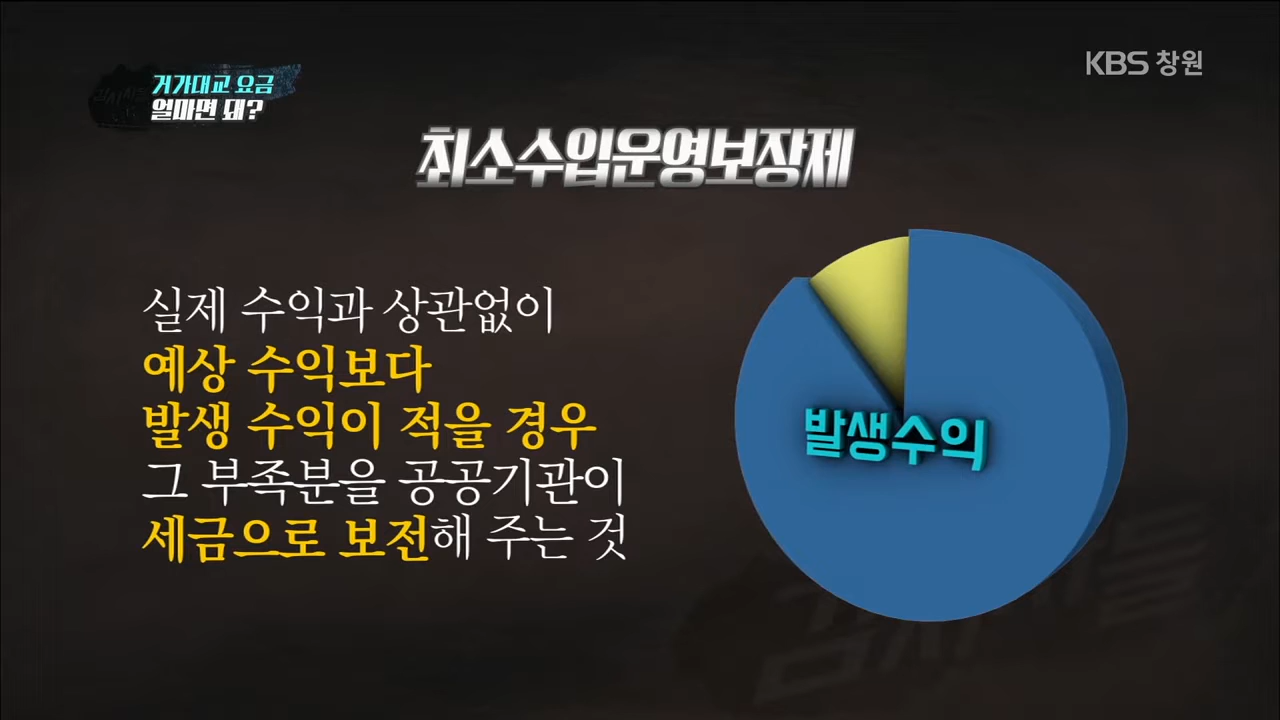 거가대교 요금
얼마면 돼?
KBS 창원
최소수입운영보장제
실제 수익과 상관없이
예상 수익보다
발생 수익이 적을 경우
그 부족분을 공공기관이
세금으로 보전해 주는 것
발생수익